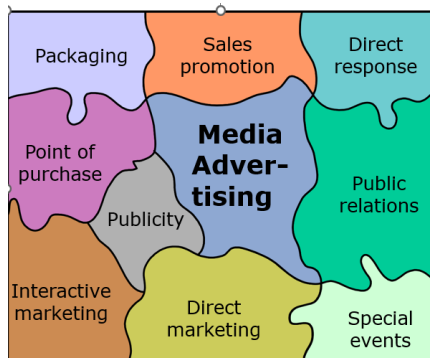 Packaging
Sales
promotion
Direct
response
Media
Adver-
tising
Point of
purchase
Publicity
Public
relations
Interactive
marketing
Direct
marketing
Special
events